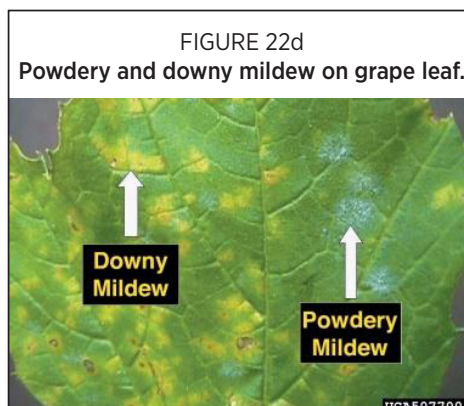 FIGURE 22d
Powdery and downy mildew on grape leaf.
Downy
Mildew
Powdery
Mildew